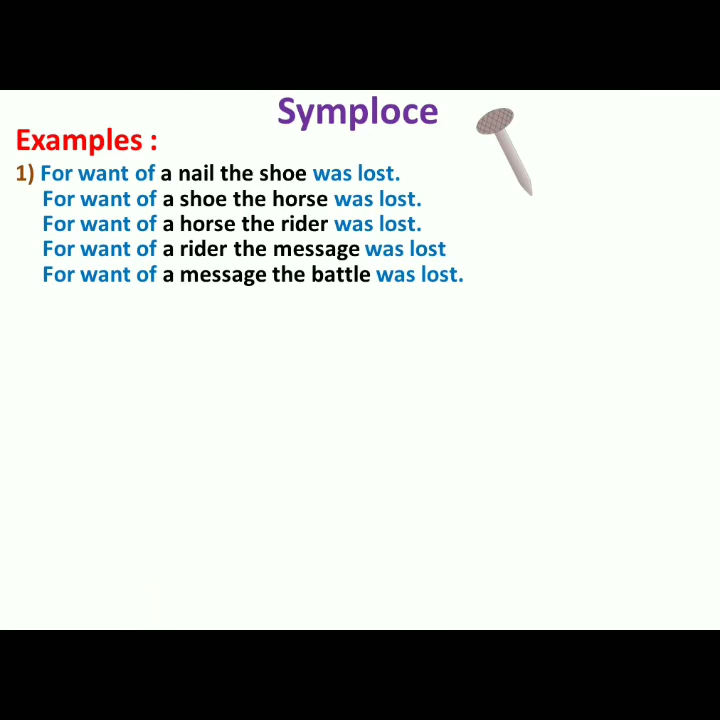 Symploce
Examples :
1) For want of a nail the shoe was lost.
For want of a shoe the horse was lost.
For want of a horse the rider was lost.
For want of a rider the message was lost
For want of a message the battle was lost.